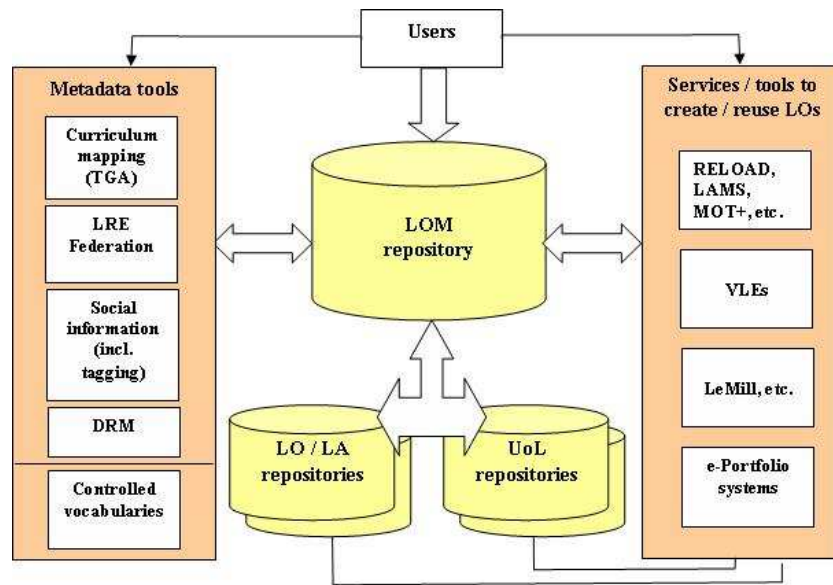 Users
Metadata tools
Curriculum
mapping
(TGA)
LRE
Federation
Social
information
(incl.
tagging)
DRM
Controlled
vocabularies
LOM
repository
LO / LA
repositories
UoL
repositories
Services / tools to
create / reuse LOs
RELOAD,
LAMS,
MOT+, etc.
VLEs
LeMill, etc.
e-Portfolio
systems